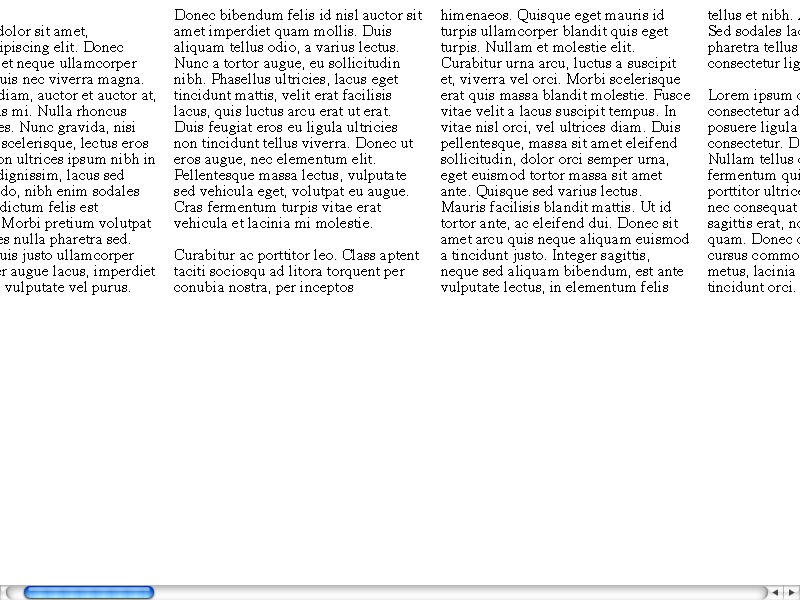 dolor sit amet,
ipiscing elit. Donec
et neque ullamcorper
uis nec viverra magna.
diam, auctor et auctor at,
s mi. Nulla rhoncus
es. Nunc gravida, nisi
scelerisque, lectus eros
on ultrices ipsum nibh in
dignissim, lacus sed
do, nibh enim sodales
dictum felis est
Morbi pretium volutpat
es nulla pharetra sed.
uis justo ullamcorper
er augue lacus, imperdiet
vulputate vel purus.
Donec bibendum felis id nisl auctor sit
amet imperdiet quam mollis. Duis
aliquam tellus odio, a varius lectus.
Nunc a tortor augue, eu sollicitudin
nibh. Phasellus ultricies, lacus eget
tincidunt mattis, velit erat facilisis
lacus, quis luctus arcu erat ut erat.
Duis feugiat eros eu ligula ultricies
non tincidunt tellus viverra. Donec ut
eros augue, nec elementum elit.
Pellentesque massa lectus, vulputate
sed vehicula eget, volutpat eu augue.
Cras fermentum turpis vitae erat
vehicula et lacinia mi molestie.
Curabitur ac porttitor leo. Class aptent
taciti sociosqu ad litora torquent per
conubia nostra, per inceptos
himenaeos. Quisque eget mauris id
turpis ullamcorper blandit quis eget
turpis. Nullam et molestie elit.
Curabitur urna arcu, luctus a suscipit
et, viverra vel orci. Morbi scelerisque
erat quis massa blandit molestie. Fusce
vitae velit a lacus suscipit tempus. In
vitae nisl orci, vel ultrices diam. Duis
pellentesque, massa sit amet eleifend
sollicitudin, dolor orci semper urna,
eget euismod tortor massa sit amet
ante. Quisque sed varius lectus.
Mauris facilisis blandit mattis. Ut id
tortor ante, ac eleifend dui. Donec sit
amet arcu quis neque aliquam euismod
a tincidunt justo. Integer sagittis,
neque sed aliquam bibendum, est ante
vulputate lectus, in elementum felis
tellus et nibh.
Sed sodales la
pharetra tellus
consectetur lig
Lorem ipsum
consectetur ad
posuere ligula
consectetur. D
Nullam tellus
fermentum qui
porttitor ultric
nec consequat
sagittis erat, n
quam. Donec
cursus commo
metus, lacinia
tincidunt orci.